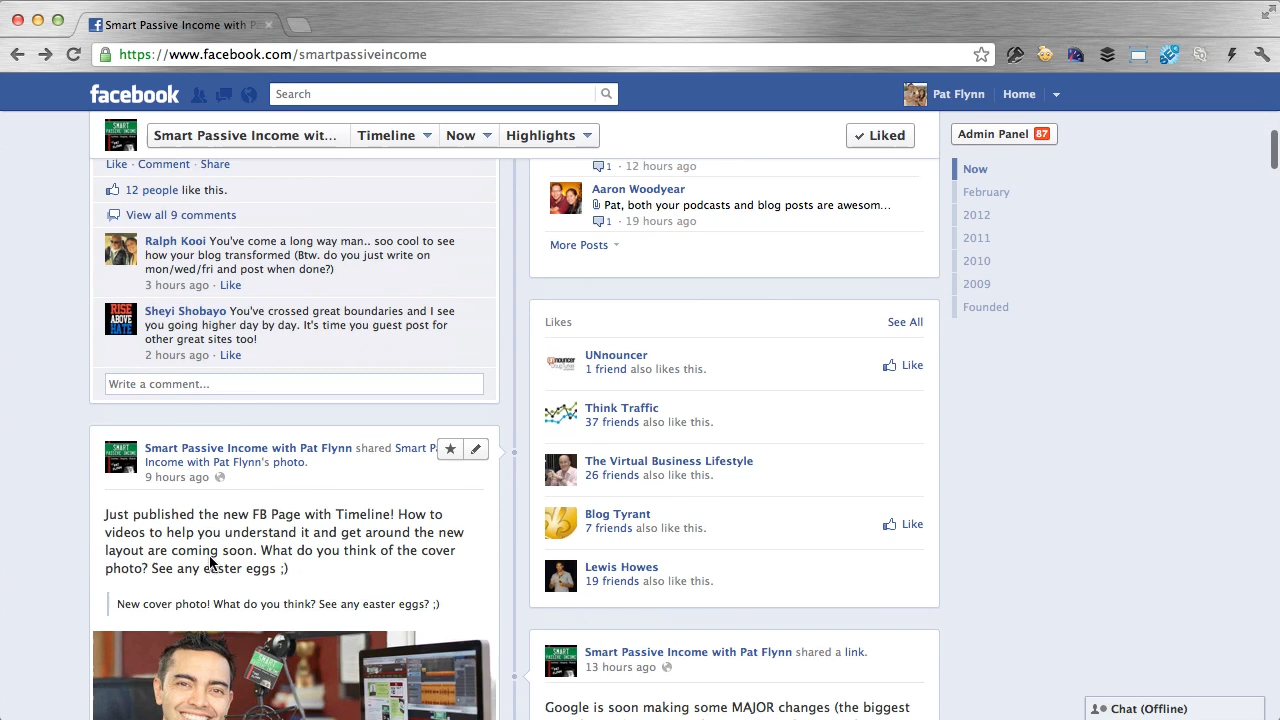 Smart Passive Income with P
https://www.facebook.com/smartpassiveincome
facebook
Search
Pat Flynn
Home
Smart Passive Income wit...
Timeline
Now
Highlights
Liked
Admin Panel 87
Like · Comment · Share
12 people like this.
View all 9 comments
Ralph Kooi You've come a long way man.. soo cool to see
how your blog transformed (Btw. do you just write on
mon/wed/fri and post when done?)
3 hours ago · Like
RISE
ABOVE
HATE
Sheyi Shobayo You've crossed great boundaries and I see
you going higher day by day. It's time you guest post for
other great sites too!
2 hours ago · Like
Write a comment...
SMART
PASSIVE
INCOME
Smart Passive Income with Pat Flynn shared Smart P
Income with Pat Flynn's photo.
9 hours ago
Just published the new FB Page with Timeline! How to
videos to help you understand it and get around the new
layout are coming soon. What do you think of the cover
photo? See any easter eggs ;)
New cover photo! What do you think? See any easter eggs? ;)
1 · 12 hours ago
Aaron Woodyear
Pat, both your podcasts and blog posts are awesom...
1 · 19 hours ago
More Posts
Likes
See All
UNnouncer
1 friend also likes this.
Like
Think Traffic
37 friends also like this.
The Virtual Business Lifestyle
26 friends also like this.
Blog Tyrant
7 friends also like this.
Like
Lewis Howes
19 friends also like this.
Smart Passive Income with Pat Flynn shared a link.
13 hours ago
Google is soon making some MAJOR changes (the biggest
Now
February
2012
2011
2010
2009
Founded
Chat (Offline)